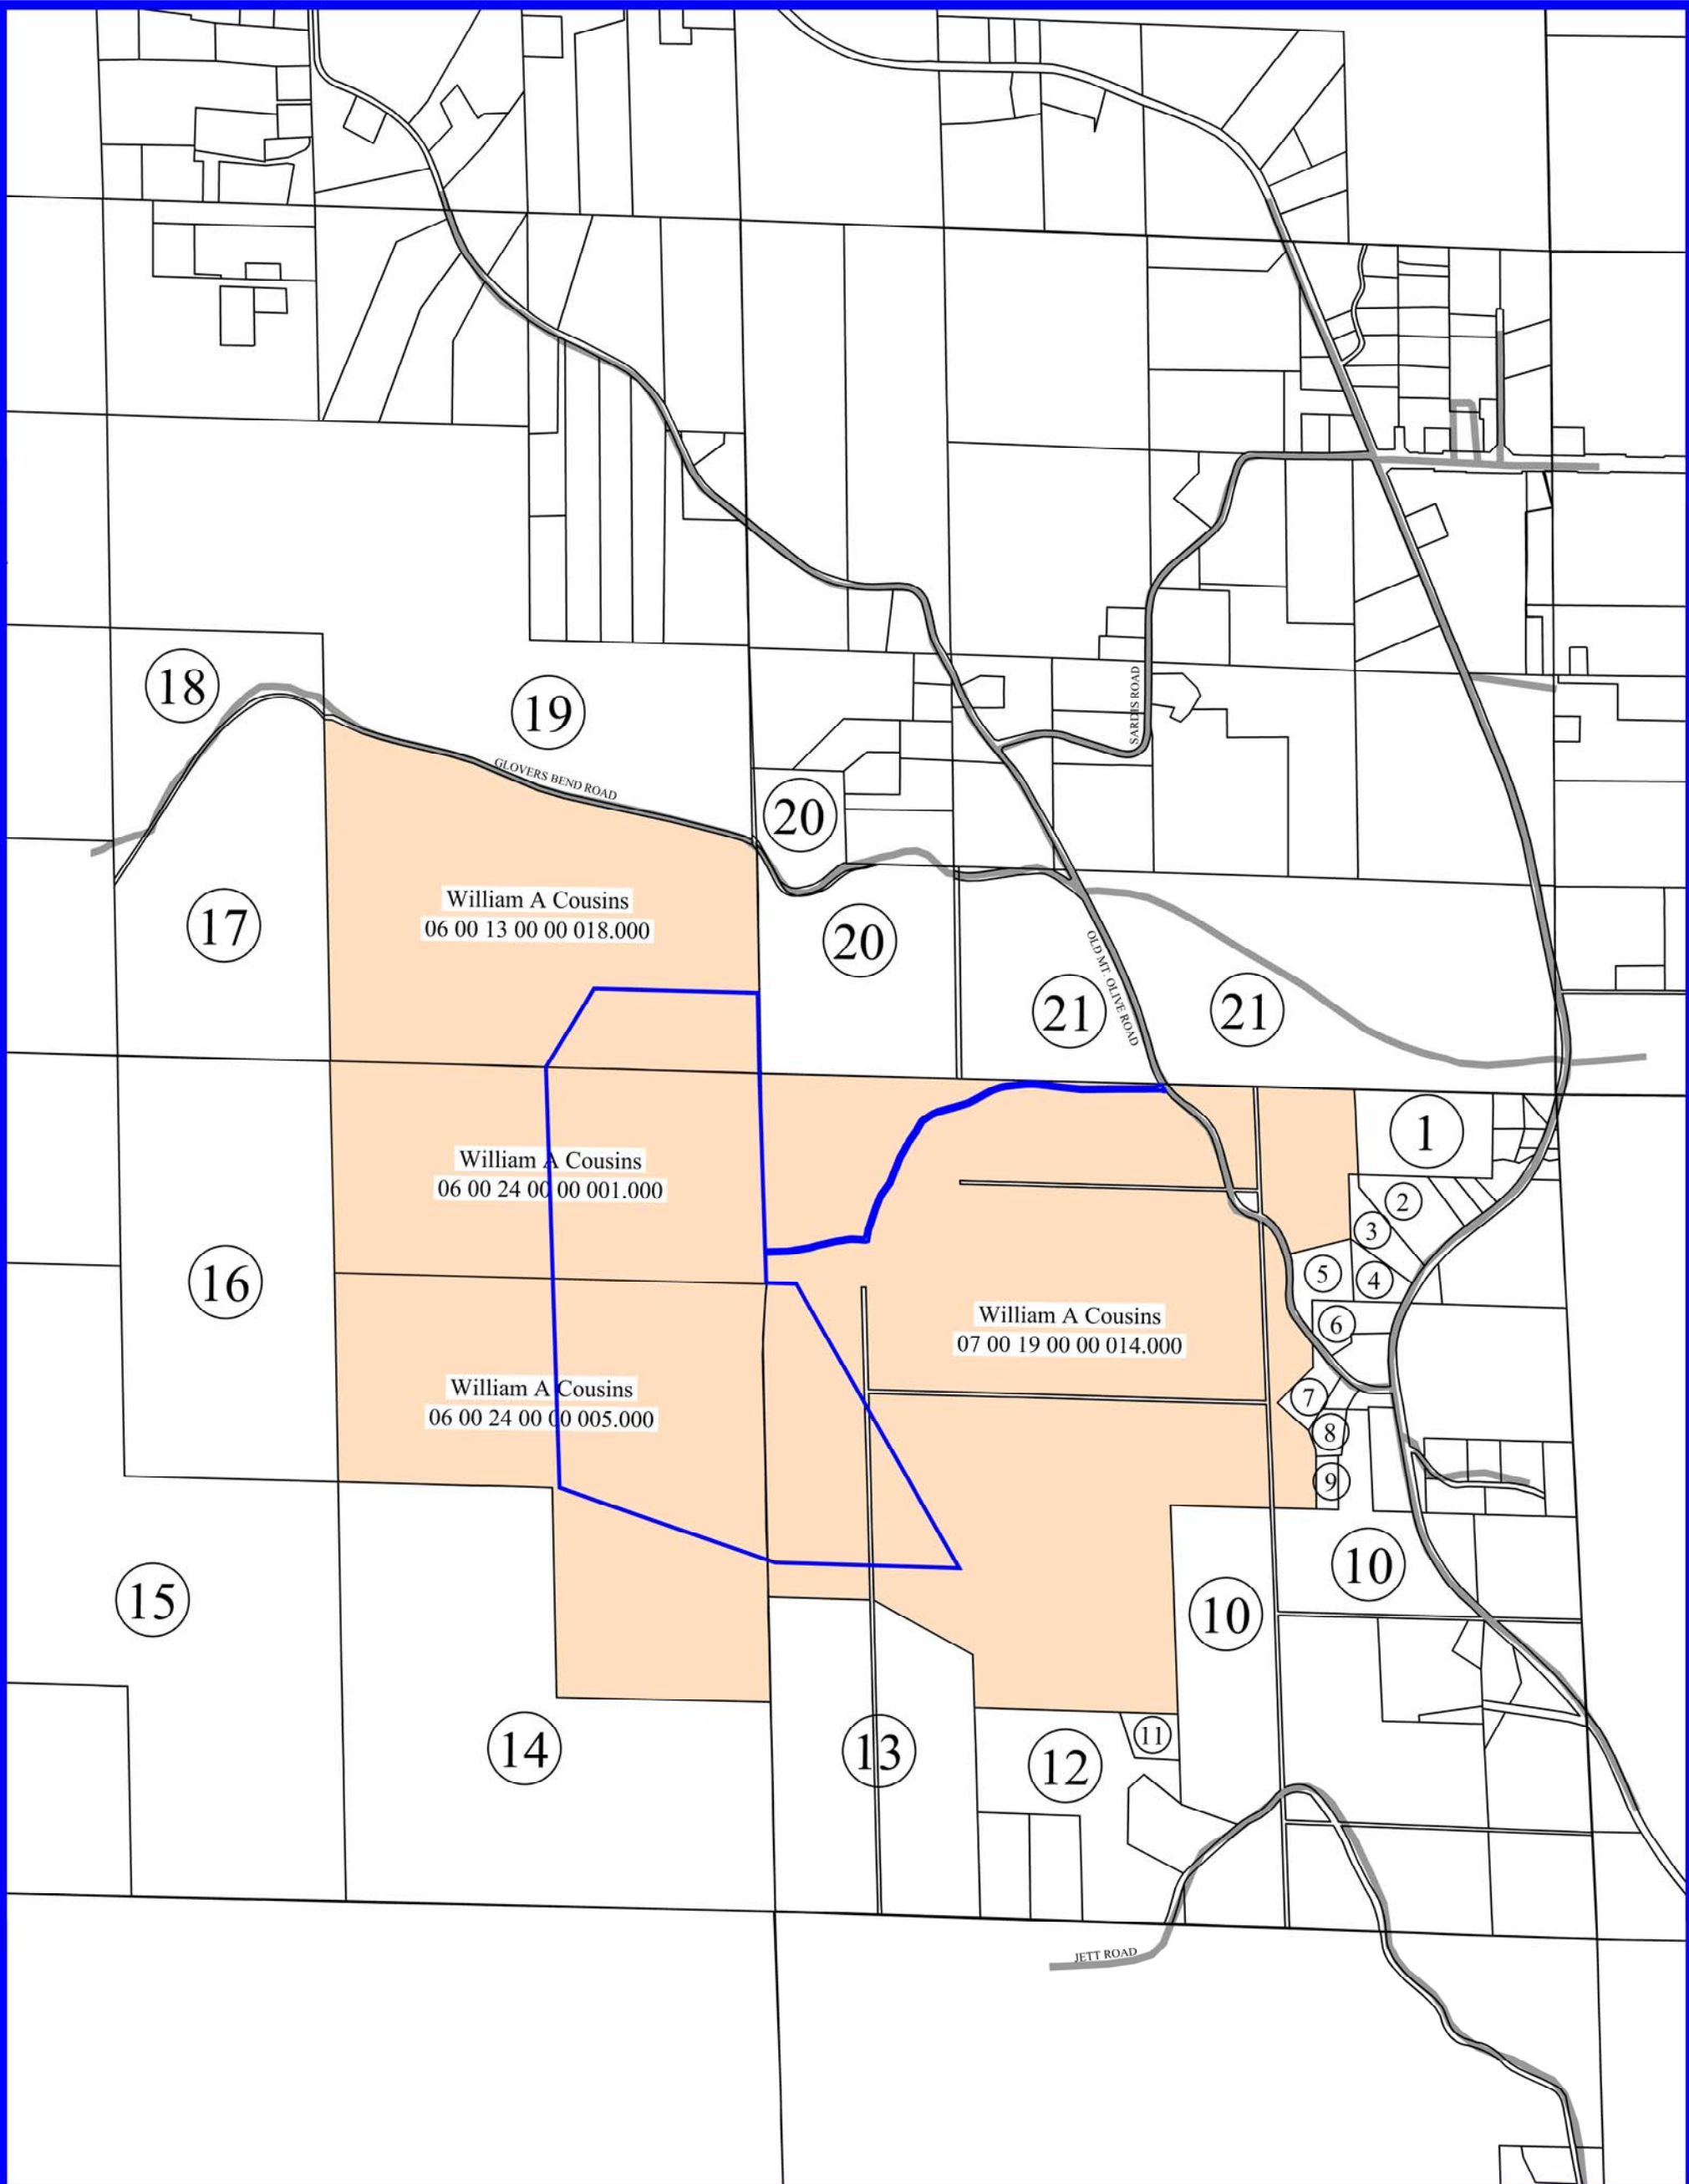 SARDIS ROAD
18
19
GLOVERS BEND ROAD
20
William A Cousins
06 00 13 00 00 018.000
17
20
OLD MT. OLIVE ROAD
21
21
1
William A Cousins
06 00 24 00 00 001.000
2
3
5
4
16
William A Cousins
07 00 19 00 00 014.000
6
William A Cousins
06 00 24 00 00 005.000
7
8
9
10
15
10
11
14
13
12
JETT ROAD